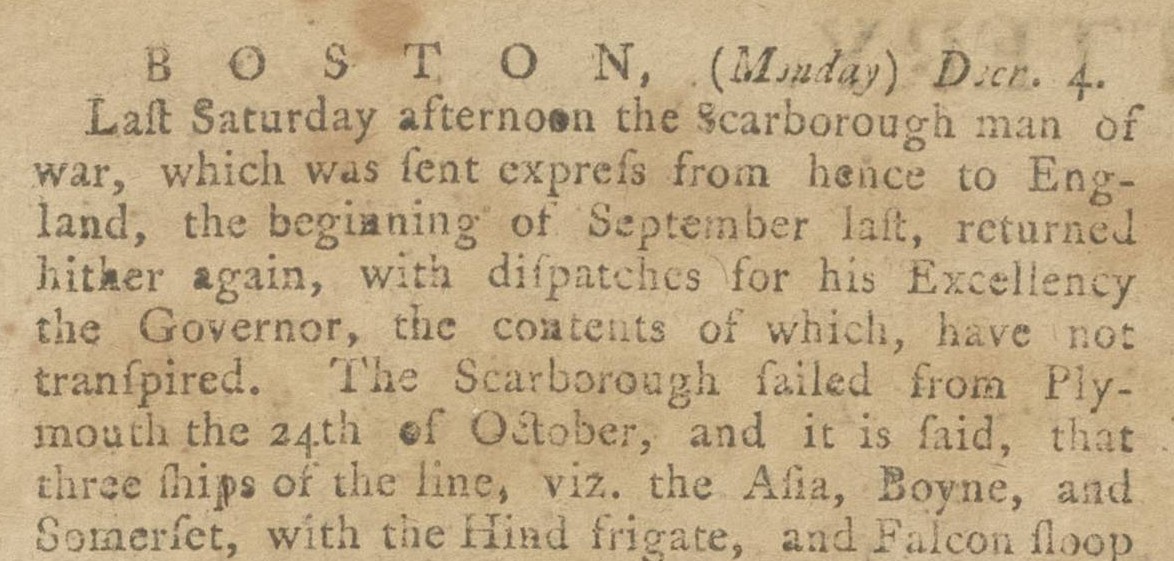 BOSTON, (Monday) Decr. 4.
Laſt Saturday afternoon the Scarborough man of
war, which was ſent expreſs from hence to Eng-
land, the beginning of September laſt, returned
hither again, with diſpatches for his Excellency
the Governor, the contents of which, have not
tranſpired. The Scarborough ſailed from Ply-
mouth the 24th of October, and it is ſaid, that
three ſhips of the line, viz. the Aſia, Boyne, and
Somerſet, with the Hind frigate, and Falcon ſloop